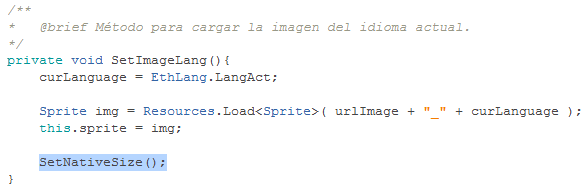 /**
*   @brief Método para cargar la imagen del idioma actual.
*/
private void SetImageLang(){
    curLanguage = EthLang.LangAct;

    Sprite img = Resources.Load<Sprite>( urlImage + "_" + curLanguage );
    this.sprite = img;

    SetNativeSize();
}